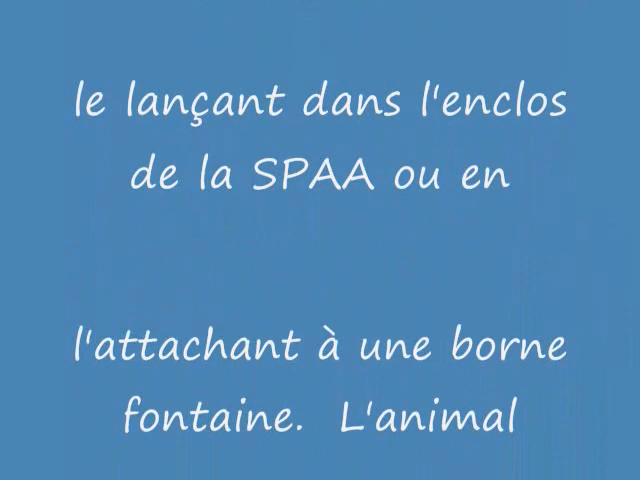 le lançant dans l'enclos
de la SPAA ou en
l'attachant à une borne
fontaine.  L'animal